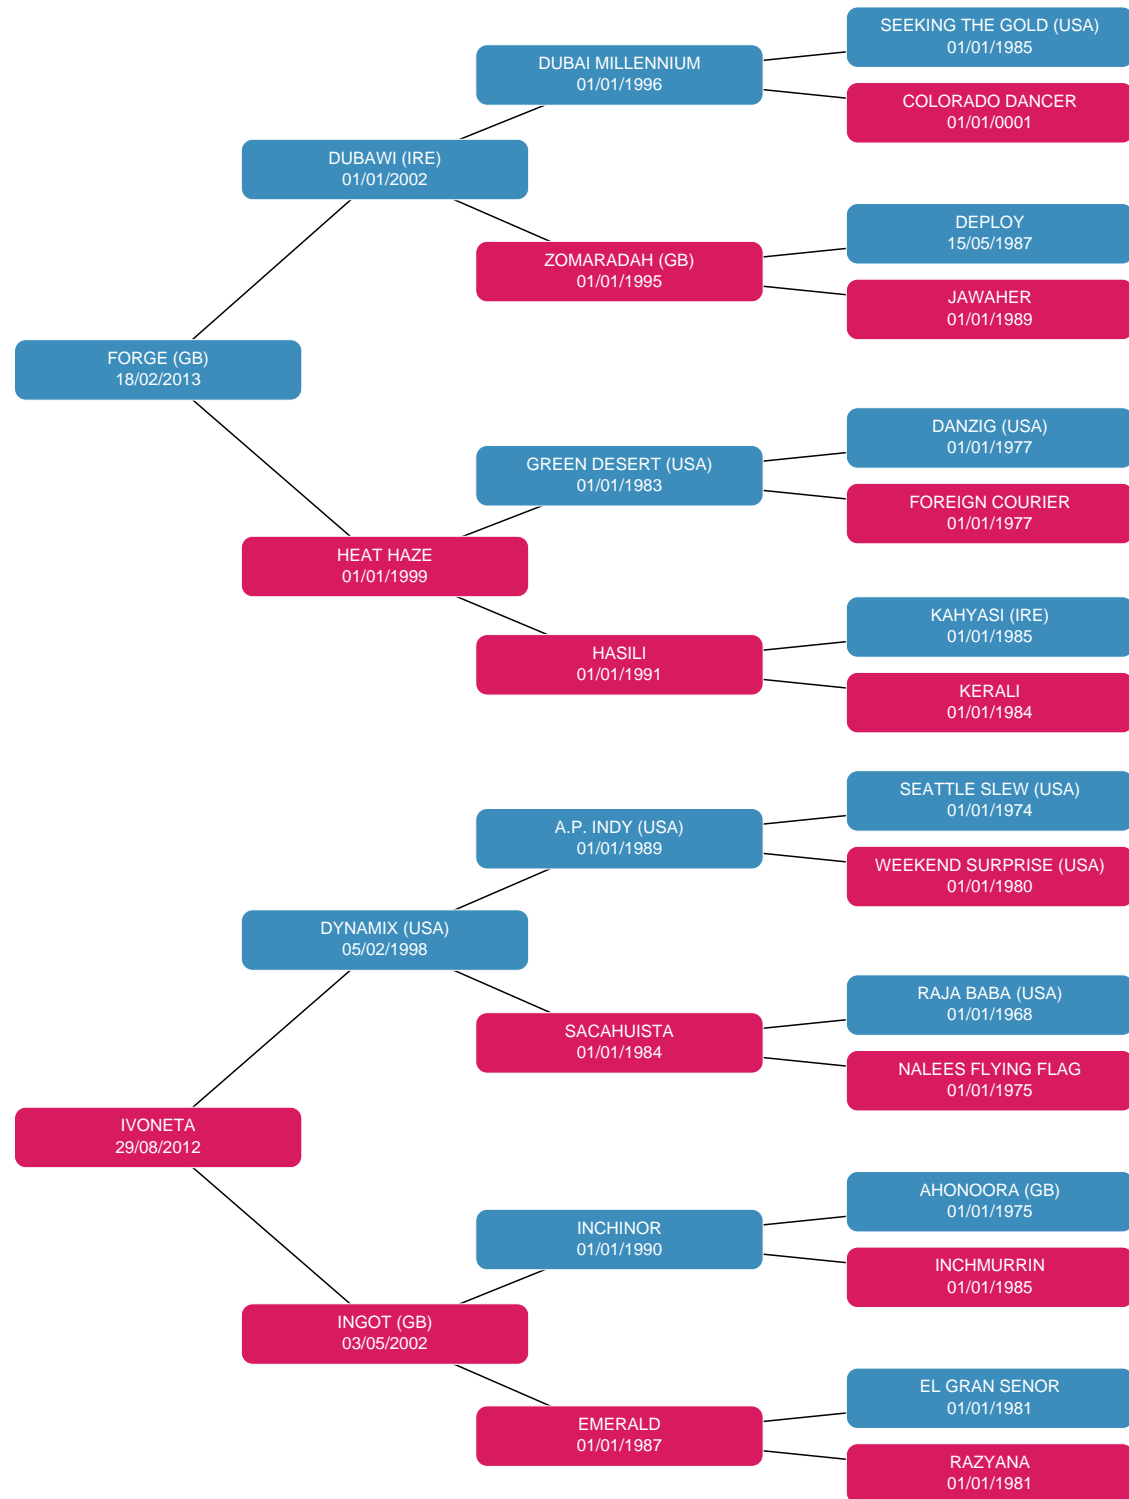 SEEKING THE GOLD (USA)
01/01/1985
DUBAI MILLENNIUM
01/01/1996
COLORADO DANCER
01/01/0001
DUBAWI (IRE)
01/01/2002
DEPLOY
15/05/1987
ZOMARADAH (GB)
01/01/1995
JAWAHER
01/01/1989
FORGE (GB)
18/02/2013
DANZIG (USA)
01/01/1977
GREEN DESERT (USA)
01/01/1983
FOREIGN COURIER
01/01/1977
HEAT HAZE
01/01/1999
KAHYASI (IRE)
01/01/1985
HASILI
01/01/1991
KERALI
01/01/1984
SEATTLE SLEW (USA)
01/01/1974
A.P. INDY (USA)
01/01/1989
WEEKEND SURPRISE (USA)
01/01/1980
DYNAMIX (USA)
05/02/1998
RAJA BABA (USA)
01/01/1968
SACAHUISTA
01/01/1984
NALEES FLYING FLAG
01/01/1975
IVONETA
29/08/2012
AHONOORA (GB)
01/01/1975
INCHINOR
01/01/1990
INCHMURRIN
01/01/1985
INGOT (GB)
03/05/2002
EL GRAN SENOR
01/01/1981
EMERALD
01/01/1987
RAZYANA
01/01/1981